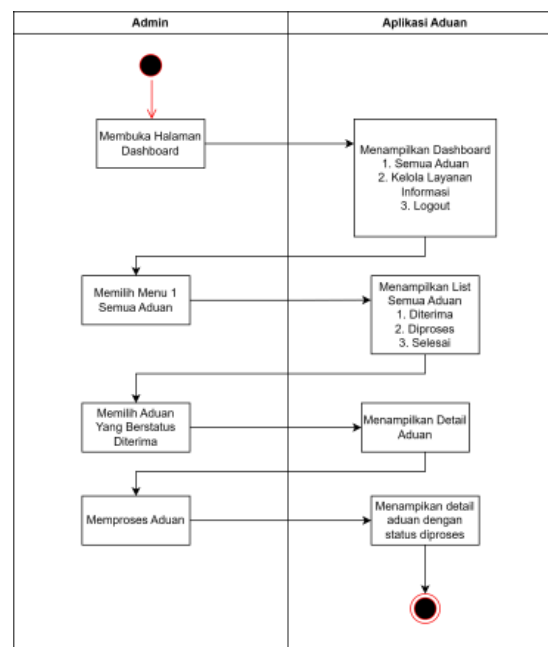 Admin
Aplikasi Aduan
Membuka Halaman
Dashboard
Menampilkan Dashboard
1. Semua Aduan
2. Kelola Layanan
Informasi
3. Logout
Memilih Menu 1
Semua Aduan
Menampilkan List
Semua Aduan
1. Diterima
2. Diproses
3. Selesai
Memilih Aduan
Yang Berstatus
Diterima
Menampilkan Detail
Aduan
Memproses Aduan
Menampikan detail
aduan dengan
status diproses